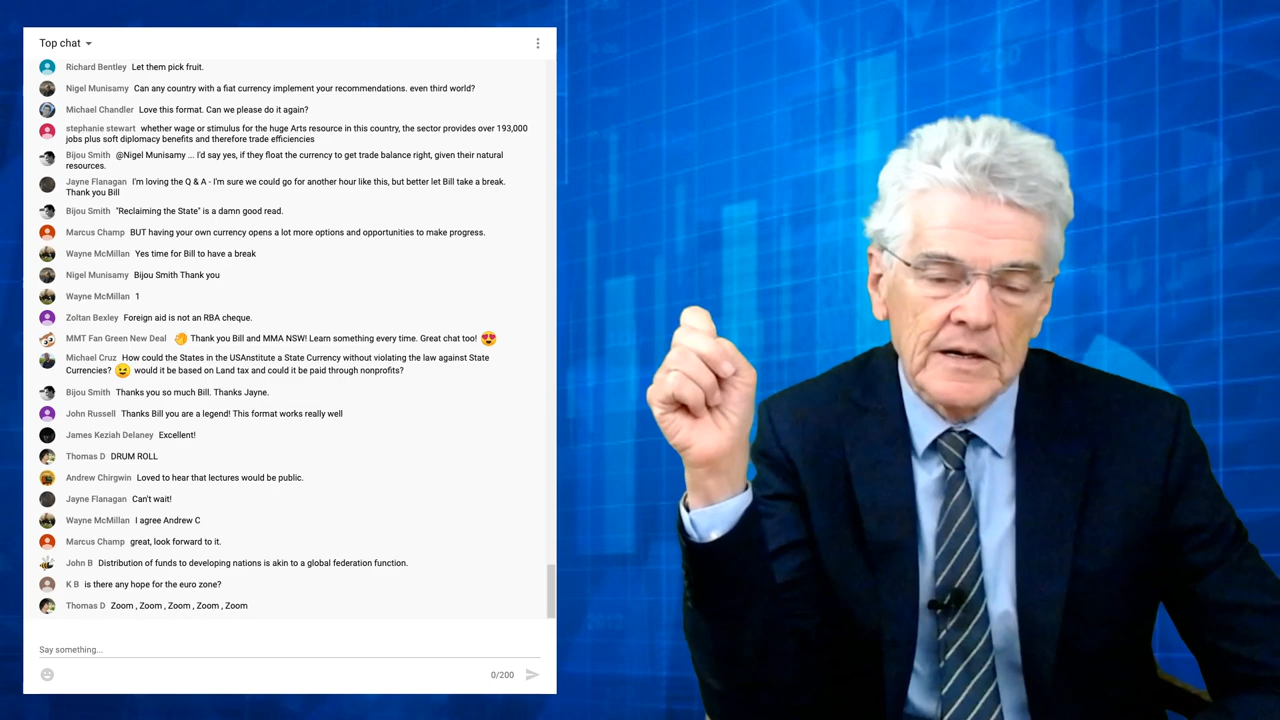 Top chat
Richard Bentley Let them pick fruit.
Nigel Munisamy Can any country with a fiat currency implement your recommendations. even third world?
Michael Chandler Love this format. Can we please do it again?
stephanie stewart whether wage or stimulus for the huge Arts resource in this country, the sector provides over 193,000
jobs plus soft diplomacy benefits and therefore trade efficiencies
Bijou Smith @Nigel Munisamy ... I'd say yes, if they float the currency to get trade balance right, given their natural
resources.
Jayne Flanagan I'm loving the Q & A - I'm sure we could go for another hour like this, but better let Bill take a break.
Thank you Bill
Bijou Smith "Reclaiming the State" is a damn good read.
Marcus Champ BUT having your own currency opens a lot more options and opportunities to make progress.
Wayne McMillan Yes time for Bill to have a break
Nigel Munisamy Bijou Smith Thank you
Wayne McMillan 1
Zoltan Bexley Foreign aid is not an RBA cheque.
MMT Fan Green New Deal 👏 Thank you Bill and MMA NSW! Learn something every time. Great chat too! 😍
Michael Cruz How could the States in the USAnstitute a State Currency without violating the law against State
Currencies? 😉 would it be based on Land tax and could it be paid through nonprofits?
Bijou Smith Thanks you so much Bill. Thanks Jayne.
John Russell Thanks Bill you are a legend! This format works really well
James Keziah Delaney Excellent!
Thomas D DRUM ROLL
Andrew Chirgwin Loved to hear that lectures would be public.
Jayne Flanagan Can't wait!
Wayne McMillan I agree Andrew C
Marcus Champ great, look forward to it.
John B Distribution of funds to developing nations is akin to a global federation function.
K B is there any hope for the euro zone?
Thomas D Zoom , Zoom , Zoom , Zoom , Zoom
Say something...
0/200